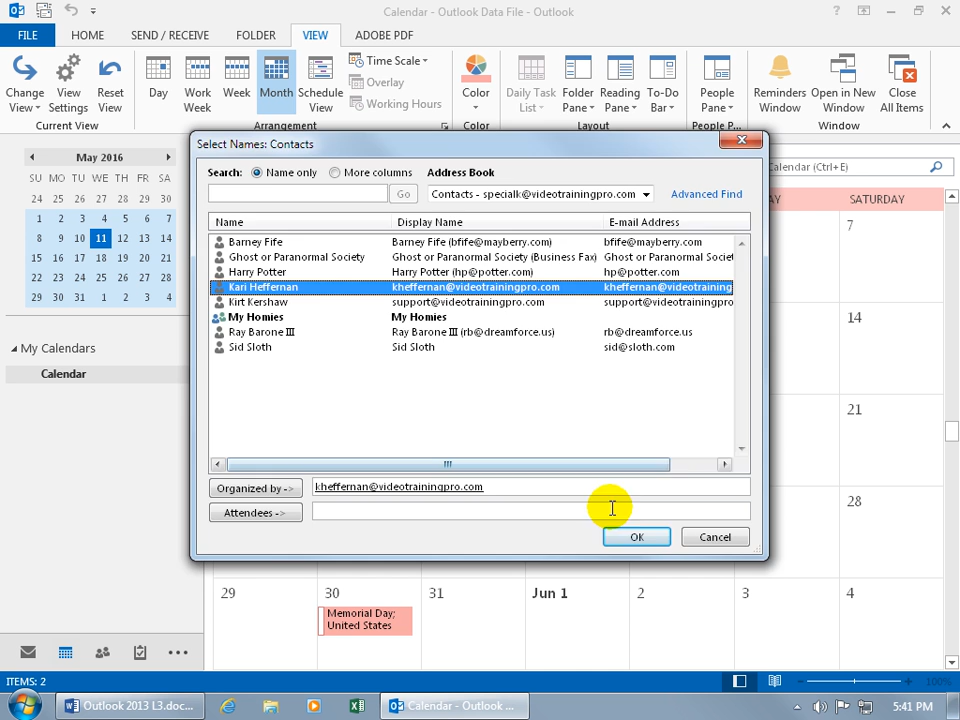 Calendar - Outlook Data File - Outlook
FILE HOME SEND / RECEIVE FOLDER VIEW ADOBE PDF
Change View View Settings Reset View
Current View
Day Work Week Week Month Schedule View
Time Scale
Overlay
Working Hours
Arrangement
Color
Color
Daily Task List Folder Pane Reading Pane To-Do Bar
Layout
People Pane
People P...
Reminders Window Open in New Window Close All Items
Window
May 2016
SU MO TU WE TH FR SA
24 25 26 27 28 29 30
1 2 3 4 5 6 7
8 9 10 11 12 13 14
15 16 17 18 19 20 21
22 23 24 25 26 27 28
29 30 31 1 2 3 4
My Calendars
Calendar
Select Names: Contacts
Search: Name only More columns Address Book
Go Contacts - specialk@videotrainingpro.com Advanced Find
Name Display Name E-mail Address
Barney Fife Barney Fife (bfife@mayberry.com) bfife@mayberry.com
Ghost or Paranormal Society Ghost or Paranormal Society (Business Fax) Ghost or Paranormal Societ
Harry Potter Harry Potter (hp@potter.com) hp@potter.com
Kari Heffernan kheffernan@videotrainingpro.com kheffernan@videotraining
Kirt Kershaw support@videotrainingpro.com support@videotrainingpro
My Homies My Homies
Ray Barone III Ray Barone III (rb@dreamforce.us) rb@dreamforce.us
Sid Sloth Sid Sloth sid@sloth.com
Organized by -> kheffernan@videotrainingpro.com
Attendees ->
OK Cancel
Calendar (Ctrl+E)
AY SATURDAY
7
14
21
28
29 30 31 Jun 1 2 3 4
Memorial Day;
United States
ITEMS: 2
100%
Outlook 2013 L3.doc... Calendar - Outlook ... 5:41 PM